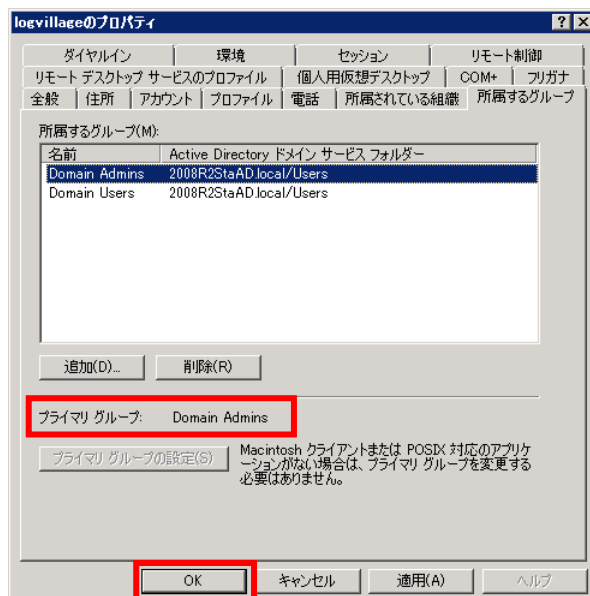 logvillageのプロパティ
ダイヤルイン 環境 セッション リモート制御
リモート デスクトップ サービスのプロファイル 個人用仮想デスクトップ COM+ フリガナ
全般 住所 アカウント プロファイル 電話 所属されている組織 所属するグループ
所属するグループ(M):
名前 Active Directory ドメイン サービス フォルダー
Domain Admins 2008R2StaAD.local/Users
Domain Users 2008R2StaAD.local/Users
追加(D)... 削除(R)
プライマリ グループ: Domain Admins
プライマリ グループの設定(S)
Macintosh クライアントまたは POSIX 対応のアプリケ
ーションがない場合は、プライマリ グループを変更する
必要はありません。
OK キャンセル 適用(A) ヘルプ